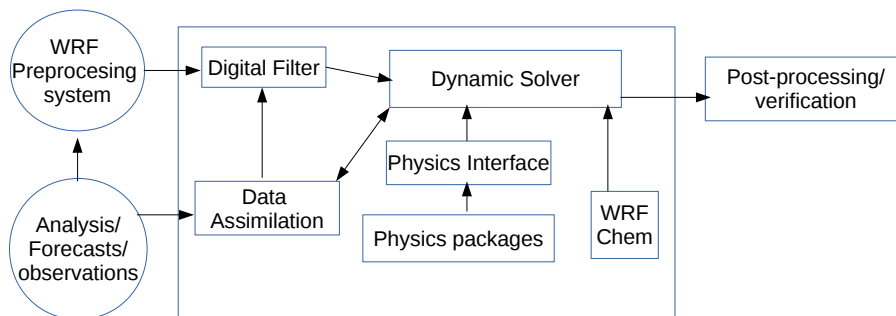 WRF
Preprocesing
system
Digital Filter
Dynamic Solver
Post-processing/
verification
Physics Interface
Data
Assimilation
Analysis/
Forecasts/
observations
Physics packages
WRF
Chem